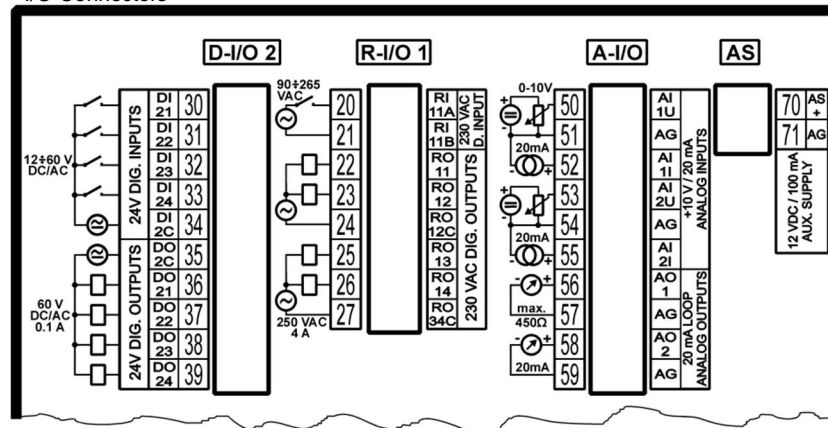 I/O Connectors
D-I/O 2
R-I/O 1
A-I/O
AS
12÷60 V
DC/AC
60 V
DC/AC
0.1 A
24V DIG. INPUTS
24V DIG. OUTPUTS
DI 21 30
DI 22 31
DI 23 32
DI 24 33
DI 2C 34
DO 2C 35
DO 21 36
DO 22 37
DO 23 38
DO 24 39
90÷265
VAC
250 VAC
4 A
20 RI 11A
21 RI 11B
22 RO 11
23 RO 12
24 RO 12C
25 RO 13
26 RO 14
27 RO 34C
230 VAC
D. INPUT
230 VAC DIG. OUTPUTS
0-10V
+
-
20mA
- +
+
-
20mA
- +
-
+
max.
450Ω
-
+
20mA
50 AI 1U
51 AG
52 AI 1I
53 AI 2U
54 AG
55 AI 2I
56 AO 1
57 AG
58 AO 2
59 AG
+10 V / 20 mA
ANALOG INPUTS
20 mA LOOP
ANALOG OUTPUTS
70 AS +
71 AG
12 VDC / 100 mA
AUX. SUPPLY